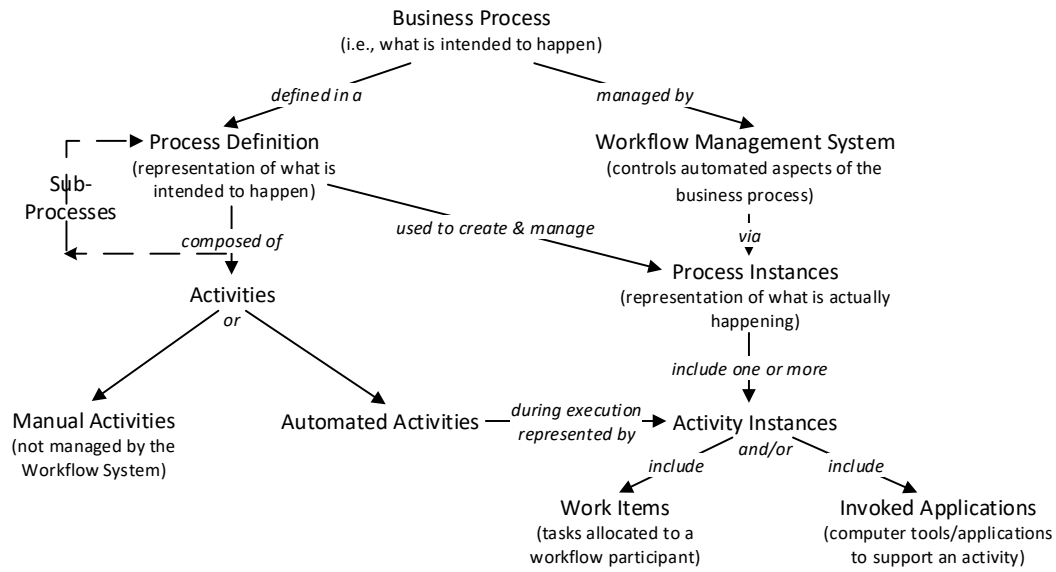 Business Process
(i.e., what is intended to happen)
defined in a
managed by
Process Definition
(representation of what is
intended to happen)
Workflow Management System
(controls automated aspects of the
business process)
Sub-
Processes
used to create & manage
via
composed of
Process Instances
(representation of what is actually
happening)
Activities
or
include one or more
Manual Activities
(not managed by the
Workflow System)
Automated Activities
during execution
represented by
Activity Instances
and/or
include
include
Work Items
(tasks allocated to a
workflow participant)
Invoked Applications
(computer tools/applications
to support an activity)